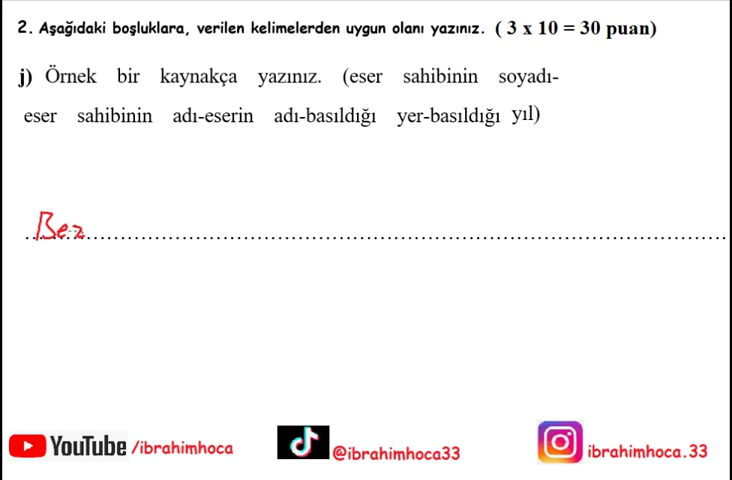 2. Aşağıdaki boşluklara, verilen kelimelerden uygun olanı yazınız. ( 3 x 10 = 30 puan)
j) Örnek bir kaynakça yazınız. (eser sahibinin soyadı-
eser sahibinin adı-eserin adı-basıldığı yer-basıldığı yıl)
Bez
YouTube /ibrahimhoca @ibrahimhoca33 ibrahimhoca.33